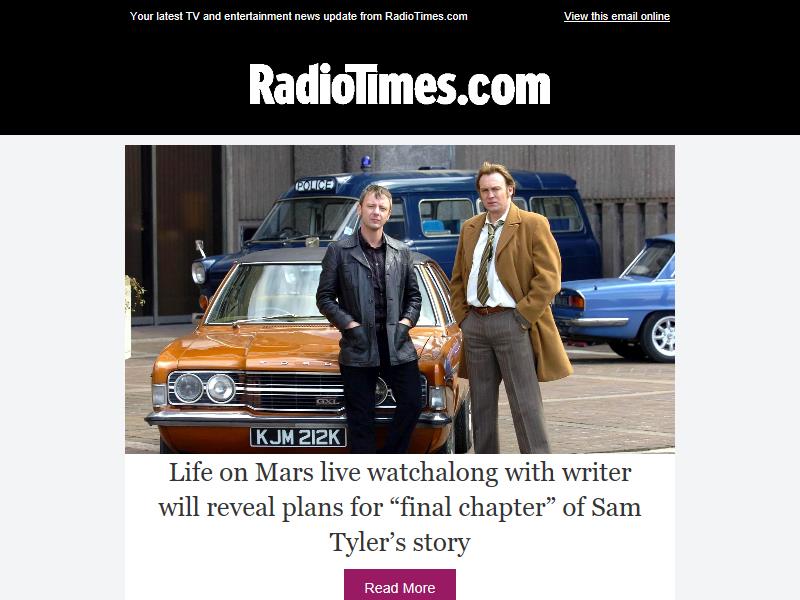 Your latest TV and entertainment news update from RadioTimes.com
View this email online
RadioTimes.com
POLICE
FORD
GXL
KJM 212K
Life on Mars live watchalong with writer
will reveal plans for “final chapter” of Sam
Tyler’s story
Read More